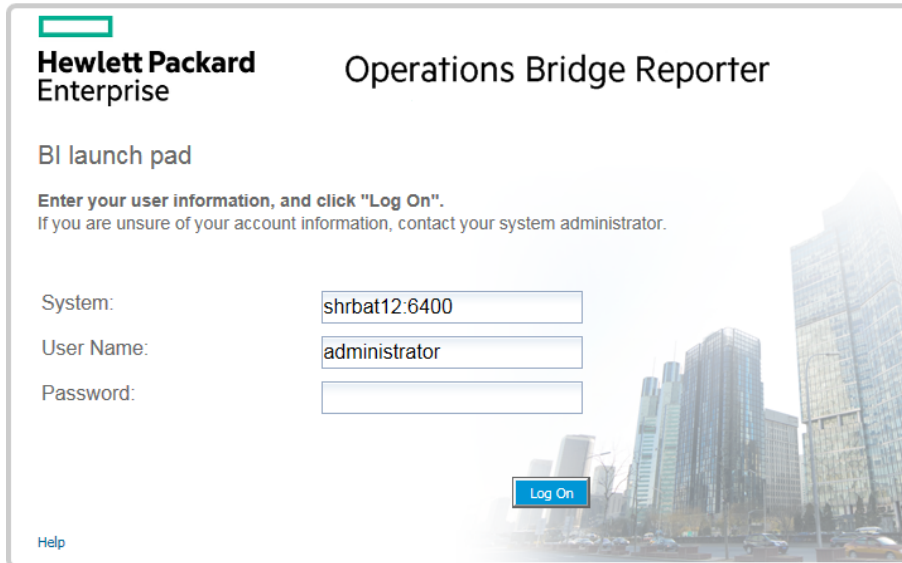 Hewlett Packard
Enterprise
Operations Bridge Reporter
BI launch pad
Enter your user information, and click "Log On".
If you are unsure of your account information, contact your system administrator.
System:
shrbat12:6400
User Name:
administrator
Password:
Log On
Help